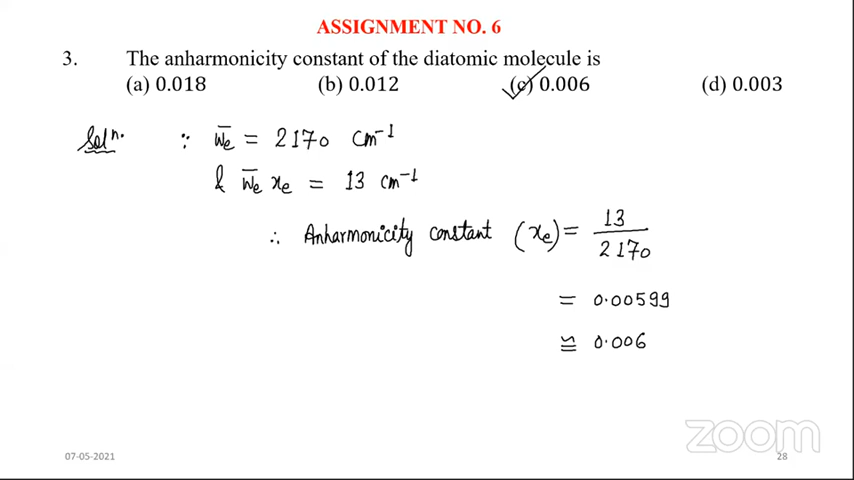 ASSIGNMENT NO. 6
3. The anharmonicity constant of the diatomic molecule is
(a) 0.018 (b) 0.012 (c) 0.006 (d) 0.003
Solⁿ. ∵ w̄ₑ = 2170 cm⁻¹
& w̄ₑ xₑ = 13 cm⁻¹
∴ Anharmonicity constant (xₑ) = 13/2170
= 0.00599
≅ 0.006
zoom
07-05-2021 28